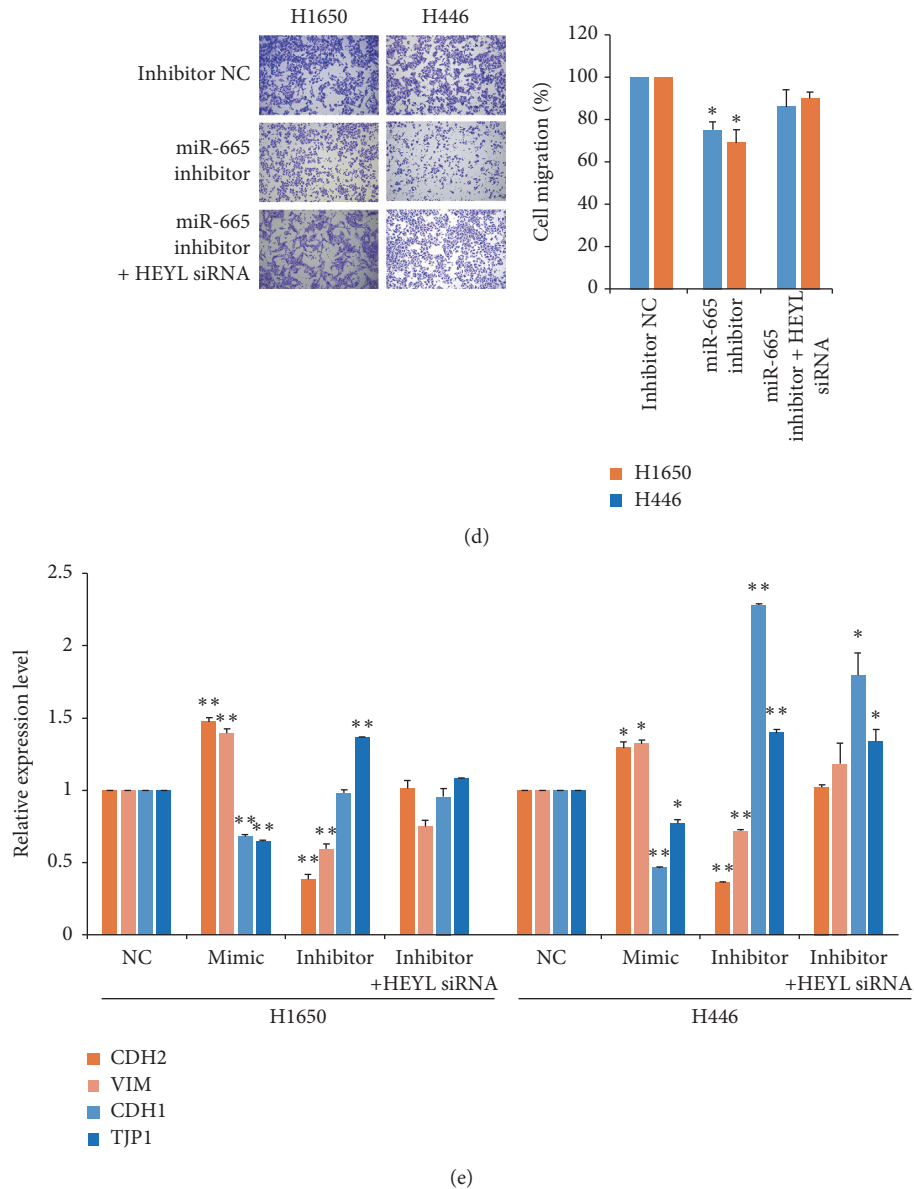 H1650 H446
Inhibitor NC
miR-665
inhibitor
miR-665
inhibitor
+ HEYL siRNA
Cell migration (%)
120
100
80
60
40
20
0
* *
Inhibitor NC
miR-665
inhibitor
miR-665
inhibitor + HEYL
siRNA
H1650
H446
(d)
Relative expression level
2.5
2
1.5
1
0.5
0
** ** ** ** ** ** **
* * ** * ** ** ** ** * *
NC Mimic Inhibitor Inhibitor
+HEYL siRNA
H1650
NC Mimic Inhibitor Inhibitor
+HEYL siRNA
H446
CDH2
VIM
CDH1
TJP1
(e)